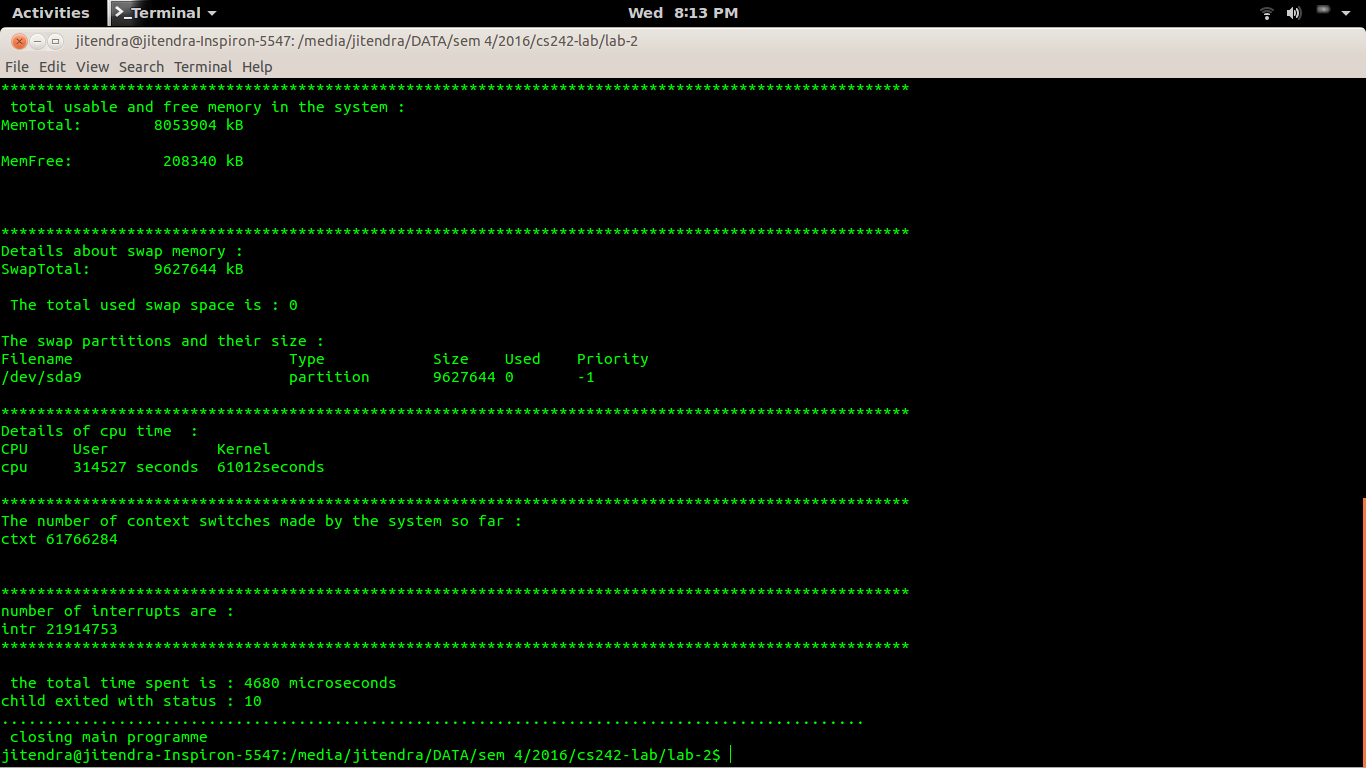 Activities >_Terminal Wed 8:13 PM
jitendra@jitendra-Inspiron-5547: /media/jitendra/DATA/sem 4/2016/cs242-lab/lab-2
File Edit View Search Terminal Help
*****************************************************************************************************
 total usable and free memory in the system :
MemTotal:        8053904 kB
MemFree:          208340 kB
*****************************************************************************************************
Details about swap memory :
SwapTotal:       9627644 kB
 The total used swap space is : 0
The swap partitions and their size :
Filename                        Type            Size    Used    Priority
/dev/sda9                       partition       9627644 0       -1
*****************************************************************************************************
Details of cpu time  :
CPU     User            Kernel
cpu     314527 seconds  61012seconds
*****************************************************************************************************
The number of context switches made by the system so far :
ctxt 61766284
*****************************************************************************************************
number of interrupts are :
intr 21914753
*****************************************************************************************************
 the total time spent is : 4680 microseconds
child exited with status : 10
................................................................................................
 closing main programme
jitendra@jitendra-Inspiron-5547:/media/jitendra/DATA/sem 4/2016/cs242-lab/lab-2$